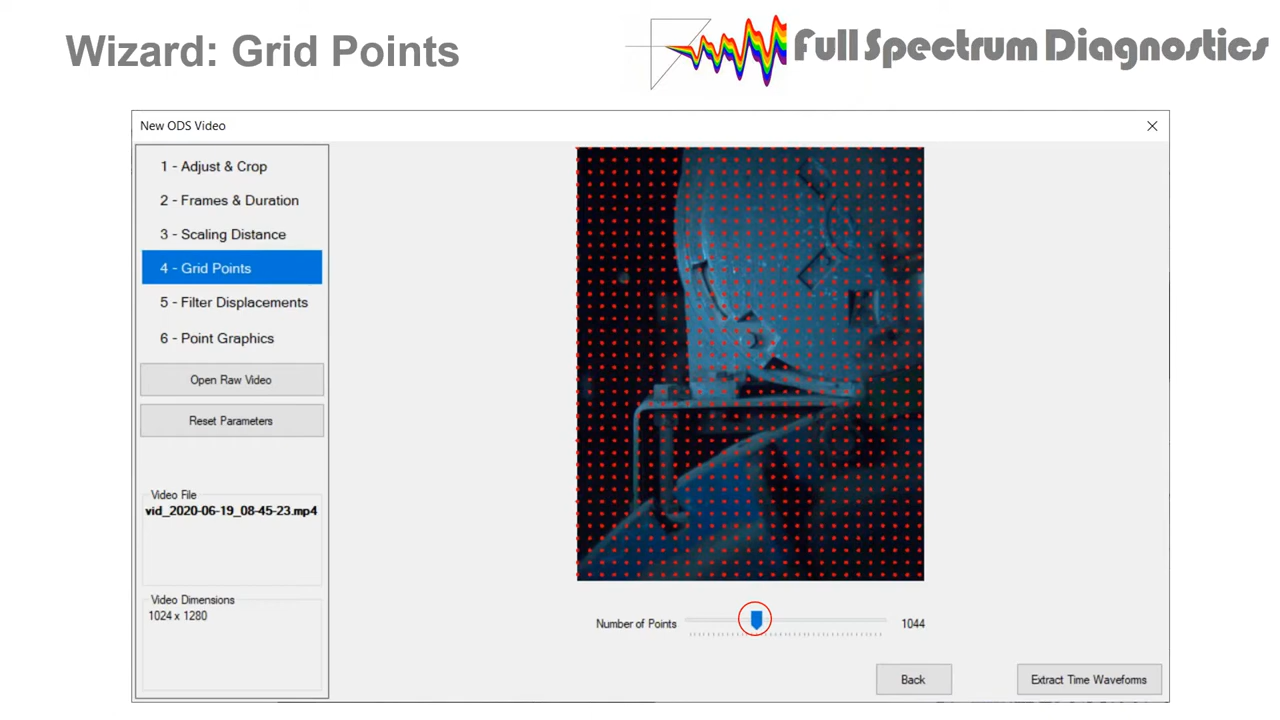 Wizard: Grid Points
Full Spectrum Diagnostics
New ODS Video
1 - Adjust & Crop
2 - Frames & Duration
3 - Scaling Distance
4 - Grid Points
5 - Filter Displacements
6 - Point Graphics
Open Raw Video
Reset Parameters
Video File
vid_2020-06-19_08-45-23.mp4
Video Dimensions
1024 x 1280
Number of Points
1044
Back
Extract Time Waveforms